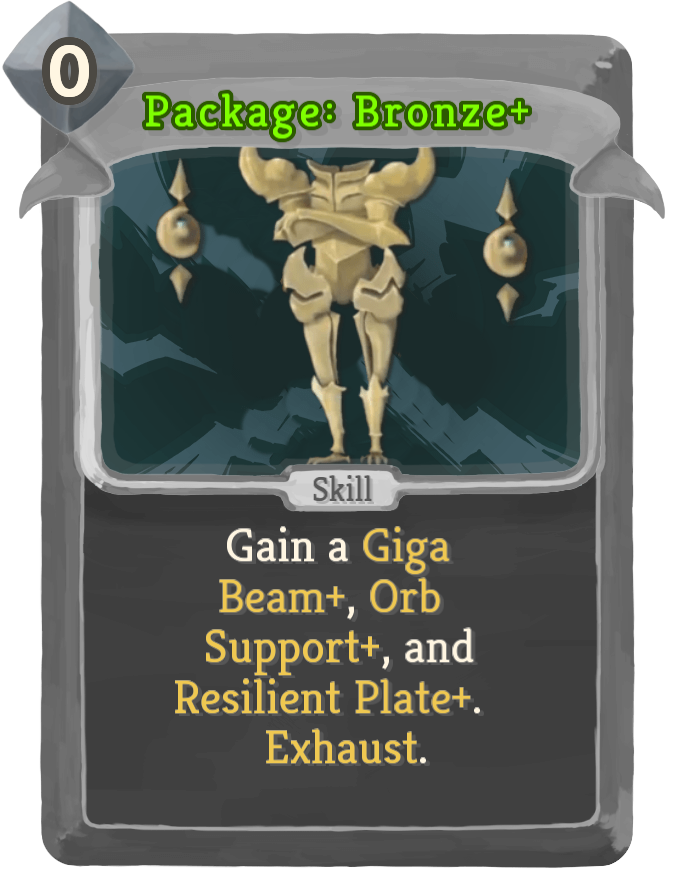 0
Package: Bronze+
Skill
Gain a Giga
Beam+, Orb
Support+, and
Resilient Plate+.
Exhaust.